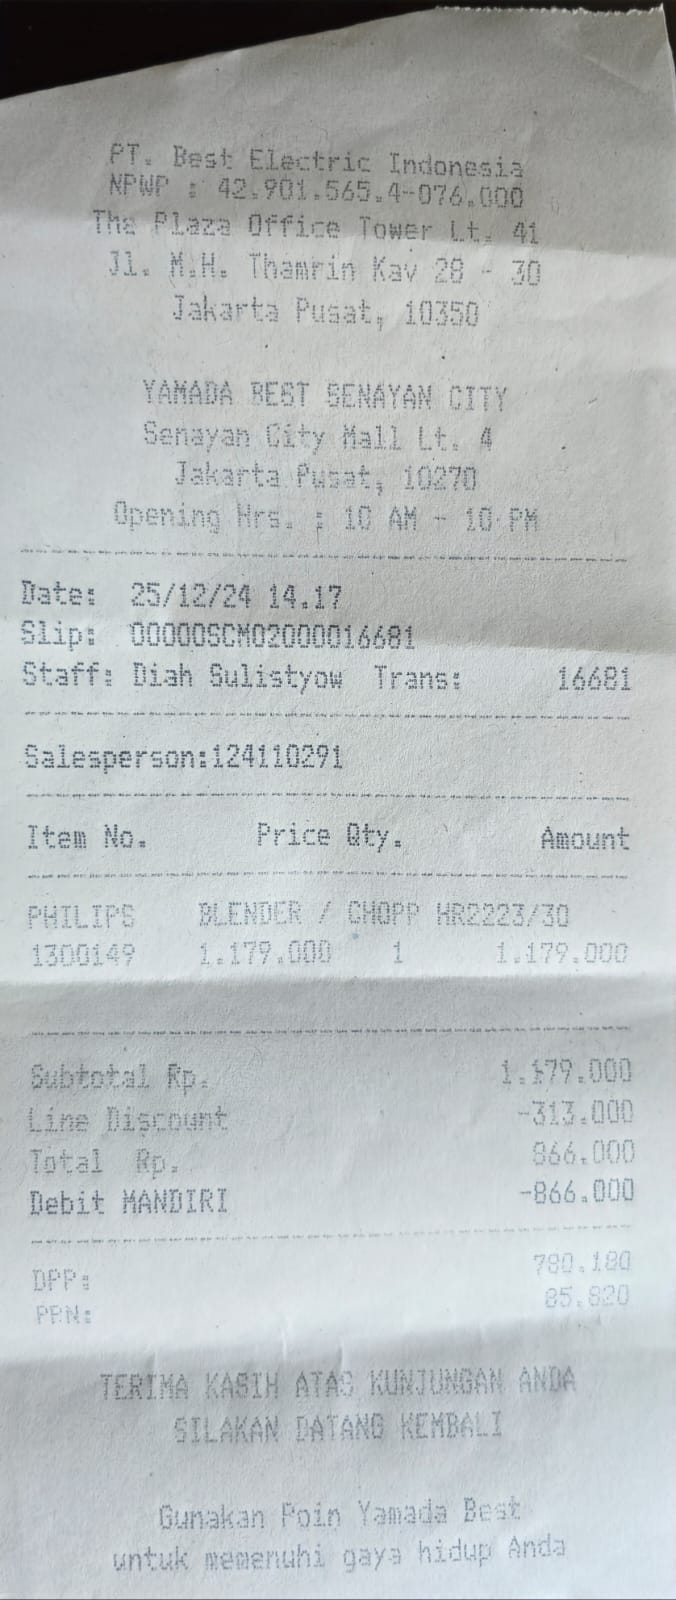 PT. Best Electric Indonesia
NPWP : 42.901.565.4-076.000
The Plaza Office Tower Lt. 41
Jl. M.H. Thamrin Kav 28 - 30
Jakarta Pusat, 10350
YAMADA BEST SENAYAN CITY
Senayan City Mall Lt. 4
Jakarta Pusat, 10270
Opening Hrs. : 10 AM - 10 PM
Date: 25/12/24 14.17
Slip: 00000SCM02000016681
Staff: Diah Sulistyow Trans: 16681
Salesperson:124110291
Item No. Price Qty. Amount
PHILIPS BLENDER / CHOPP HR2223/30
1300149 1.179.000 1 1.179.000
Subtotal Rp. 1.179.000
Line Discount -313.000
Total Rp. 866.000
Debit MANDIRI -866.000
DPP: 780.180
PPN: 85.820
TERIMA KASIH ATAS KUNJUNGAN ANDA
SILAKAN DATANG KEMBALI
Gunakan Poin Yamada Best
untuk memenuhi gaya hidup Anda